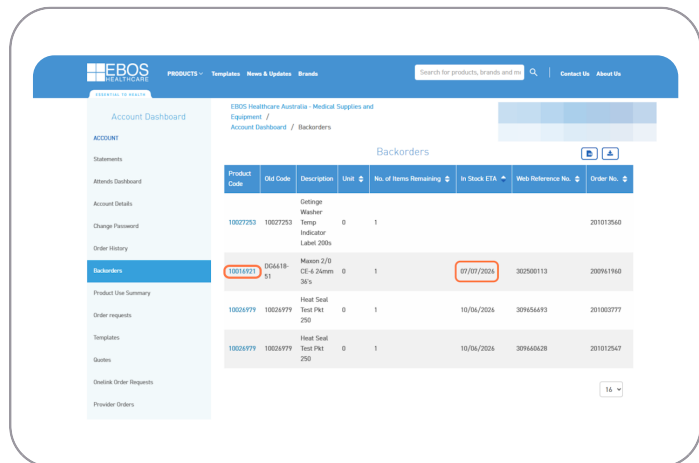 EBOS
HEALTHCARE
ESSENTIAL TO HEALTH
PRODUCTS Templates News & Updates Brands
Search for products, brands and mo
Contact Us About Us
Account Dashboard
ACCOUNT
Statements
Attends Dashboard
Account Details
Change Password
Order History
Backorders
Product Use Summary
Order requests
Templates
Quotes
Onelink Order Requests
Provider Orders
EBOS Healthcare Australia - Medical Supplies and
Equipment /
Account Dashboard / Backorders
Backorders
Product
Code
Old Code Description Unit No. of Items Remaining In Stock ETA Web Reference No. Order No.
10027253 10027253
Getinge
Washer
Temp
Indicator
Label 200s
0 1 201013560
10016921
DG6618-
51
Maxon 2/0
CE-6 24mm
36's
0 1 07/07/2026 302500113 200961960
10026979 10026979
Heat Seal
Test Pkt
250
0 1 10/06/2026 309656693 201003777
10026979 10026979
Heat Seal
Test Pkt
250
0 1 10/06/2026 309660628 201012547
16